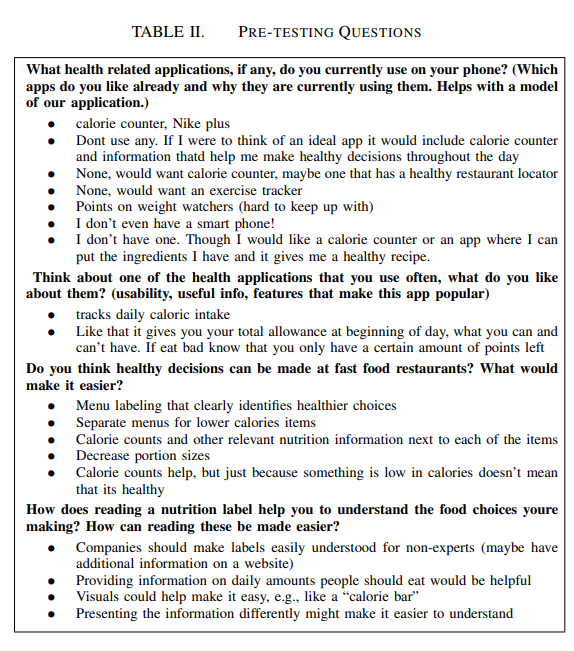 TABLE II. PRE-TESTING QUESTIONS
What health related applications, if any, do you currently use on your phone? (Which
apps do you like already and why they are currently using them. Helps with a model
of our application.)
● calorie counter, Nike plus
● Dont use any. If I were to think of an ideal app it would include calorie counter
and information thatd help me make healthy decisions throughout the day
● None, would want calorie counter, maybe one that has a healthy restaurant locator
● None, would want an exercise tracker
● Points on weight watchers (hard to keep up with)
● I don't even have a smart phone!
● I don't have one. Though I would like a calorie counter or an app where I can
put the ingredients I have and it gives me a healthy recipe.
Think about one of the health applications that you use often, what do you like
about them? (usability, useful info, features that make this app popular)
● tracks daily caloric intake
● Like that it gives you your total allowance at beginning of day, what you can and
can't have. If eat bad know that you only have a certain amount of points left
Do you think healthy decisions can be made at fast food restaurants? What would
make it easier?
● Menu labeling that clearly identifies healthier choices
● Separate menus for lower calories items
● Calorie counts and other relevant nutrition information next to each of the items
● Decrease portion sizes
● Calorie counts help, but just because something is low in calories doesn't mean
that its healthy
How does reading a nutrition label help you to understand the food choices youre
making? How can reading these be made easier?
● Companies should make labels easily understood for non-experts (maybe have
additional information on a website)
● Providing information on daily amounts people should eat would be helpful
● Visuals could help make it easy, e.g., like a “calorie bar”
● Presenting the information differently might make it easier to understand